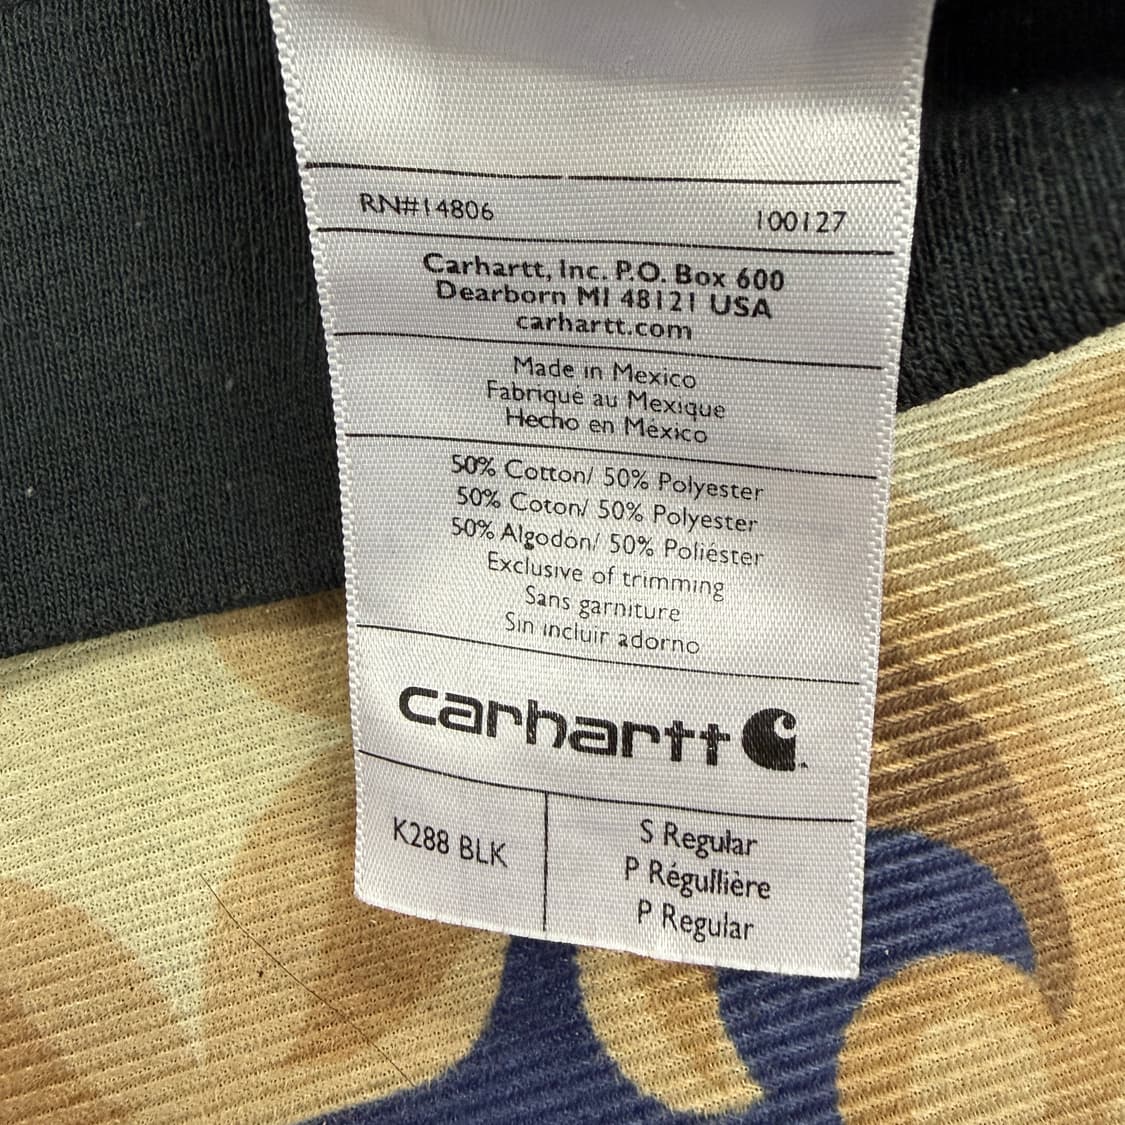 RN#14806 100127
Carhartt, Inc. P.O. Box 600
Dearborn MI 48121 USA
carhartt.com
Made in Mexico
Fabriqué au Mexique
Hecho en México
50% Cotton/ 50% Polyester
50% Coton/ 50% Polyester
50% Algodón/ 50% Poliéster
Exclusive of trimming
Sans garniture
Sin incluir adorno
carhartt
K288 BLK
S Regular
P Régullière
P Regular